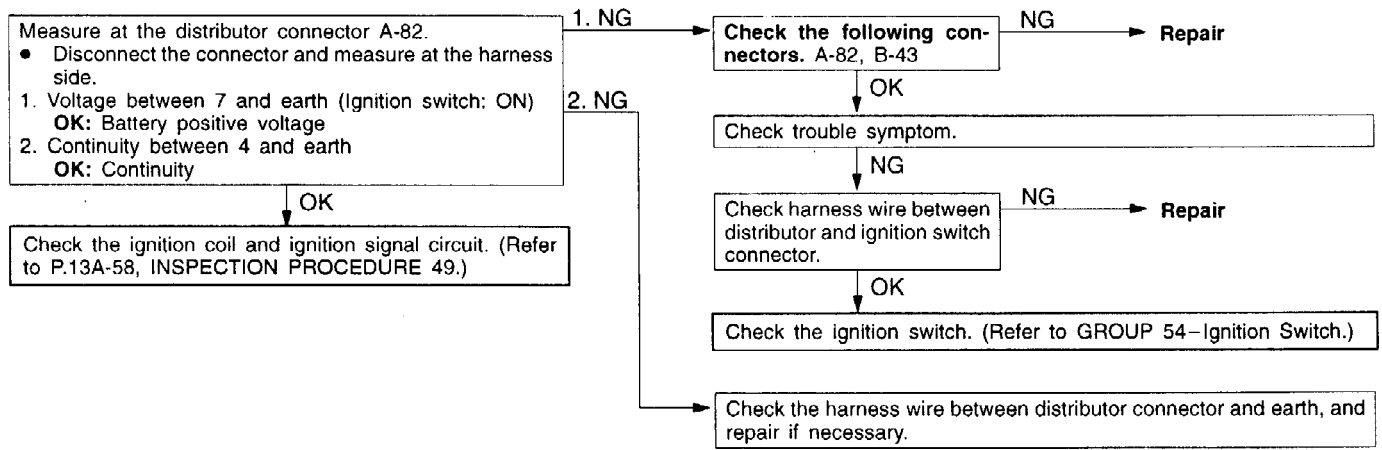 Measure at the distributor connector A-82.
● Disconnect the connector and measure at the harness
side.
1. Voltage between 7 and earth (Ignition switch: ON)
OK: Battery positive voltage
2. Continuity between 4 and earth
OK: Continuity
OK
Check the ignition coil and ignition signal circuit. (Refer
to P.13A-58, INSPECTION PROCEDURE 49.)
1. NG
2. NG
Check the following con-
nectors. A-82, B-43
NG
Repair
OK
Check trouble symptom.
NG
Check harness wire between
distributor and ignition switch
connector.
NG
Repair
OK
Check the ignition switch. (Refer to GROUP 54–Ignition Switch.)
Check the harness wire between distributor connector and earth, and
repair if necessary.